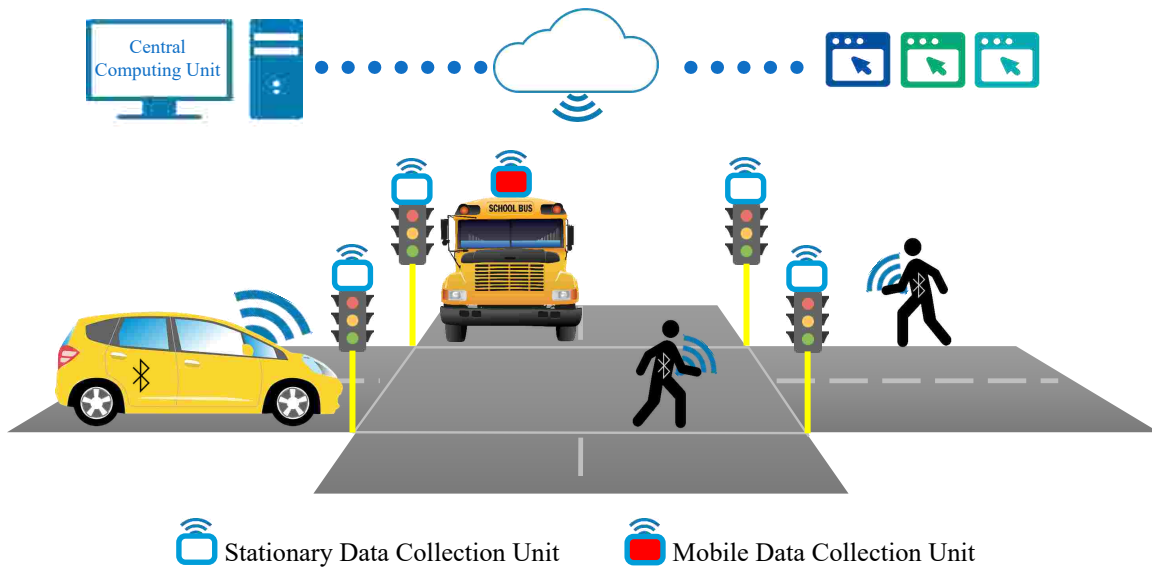 Central
Computing Unit
SCHOOL BUS
Stationary Data Collection Unit
Mobile Data Collection Unit